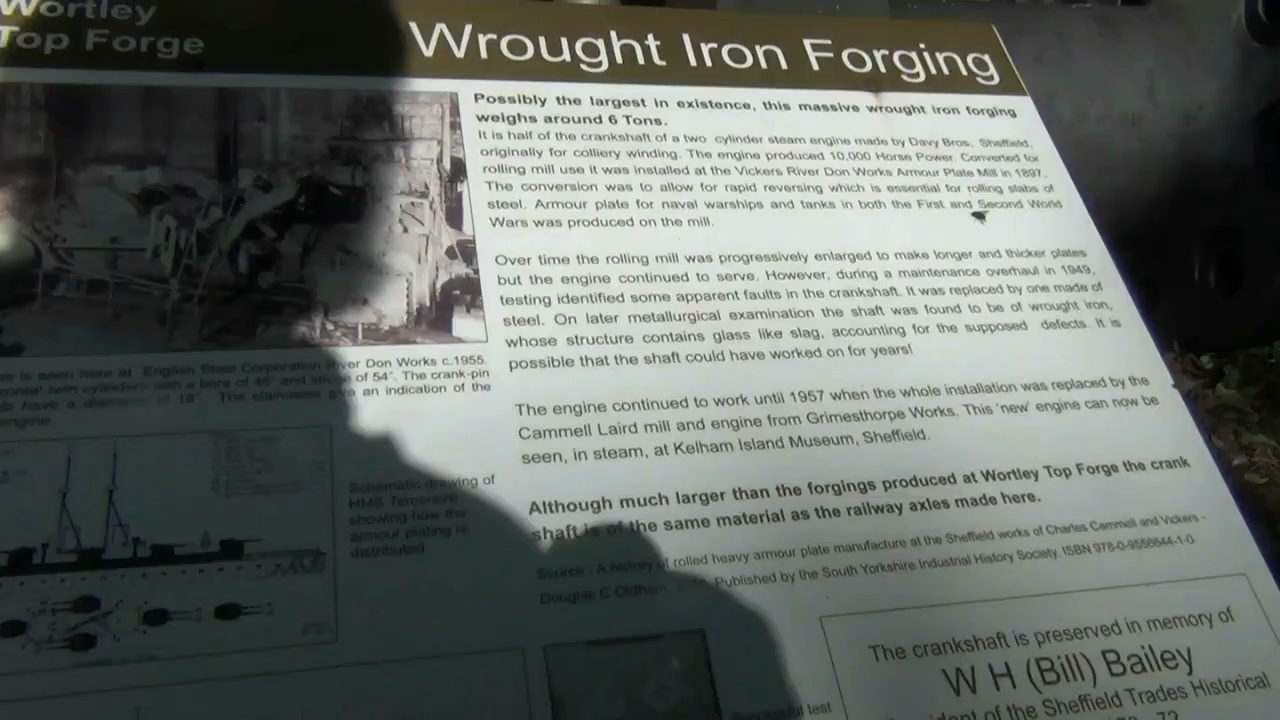 Wortley
Top Forge
Wrought Iron Forging
Possibly the largest in existence, this massive wrought iron forging
weighs around 6 Tons.
It is half of the crankshaft of a two cylinder steam engine made by Davy Bros, Sheffield,
originally for colliery winding. The engine produced 10,000 Horse Power. Converted for
rolling mill use it was installed at the Vickers River Don Works Armour Plate Mill in 1897.
The conversion was to allow for rapid reversing which is essential for rolling slabs of
steel. Armour plate for naval warships and tanks in both the First and Second World
Wars was produced on the mill.
Over time the rolling mill was progressively enlarged to make longer and thicker plates
but the engine continued to serve. However, during a maintenance overhaul in 1949,
testing identified some apparent faults in the crankshaft. It was replaced by one made of
steel. On later metallurgical examination the shaft was found to be of wrought iron,
whose structure contains glass like slag, accounting for the supposed defects. It is
possible that the shaft could have worked on for years!
The engine continued to work until 1957 when the whole installation was replaced by the
Cammell Laird mill and engine from Grimesthorpe Works. This 'new' engine can now be
seen, in steam, at Kelham Island Museum, Sheffield.
Although much larger than the forgings produced at Wortley Top Forge the crank
shaft is of the same material as the railway axles made here.
Source - A history of rolled heavy armour plate manufacture at the Sheffield works of Charles Cammell and Vickers -
Douglas C Oldham Published by the South Yorkshire Industrial History Society. ISBN
is seen here at English Steel Corporation River Don Works c.1955.
twin cylinders with a bore of and stroke of 54". The crank-pin
have a diameter of 18" The staircases give an indication of the
engine.
Schematic drawing of
HMS Temeraire
showing how the
armour plating is
distributed
The crankshaft is preserved in memory of
W H (Bill) Bailey
of the Sheffield Trades Historical
test